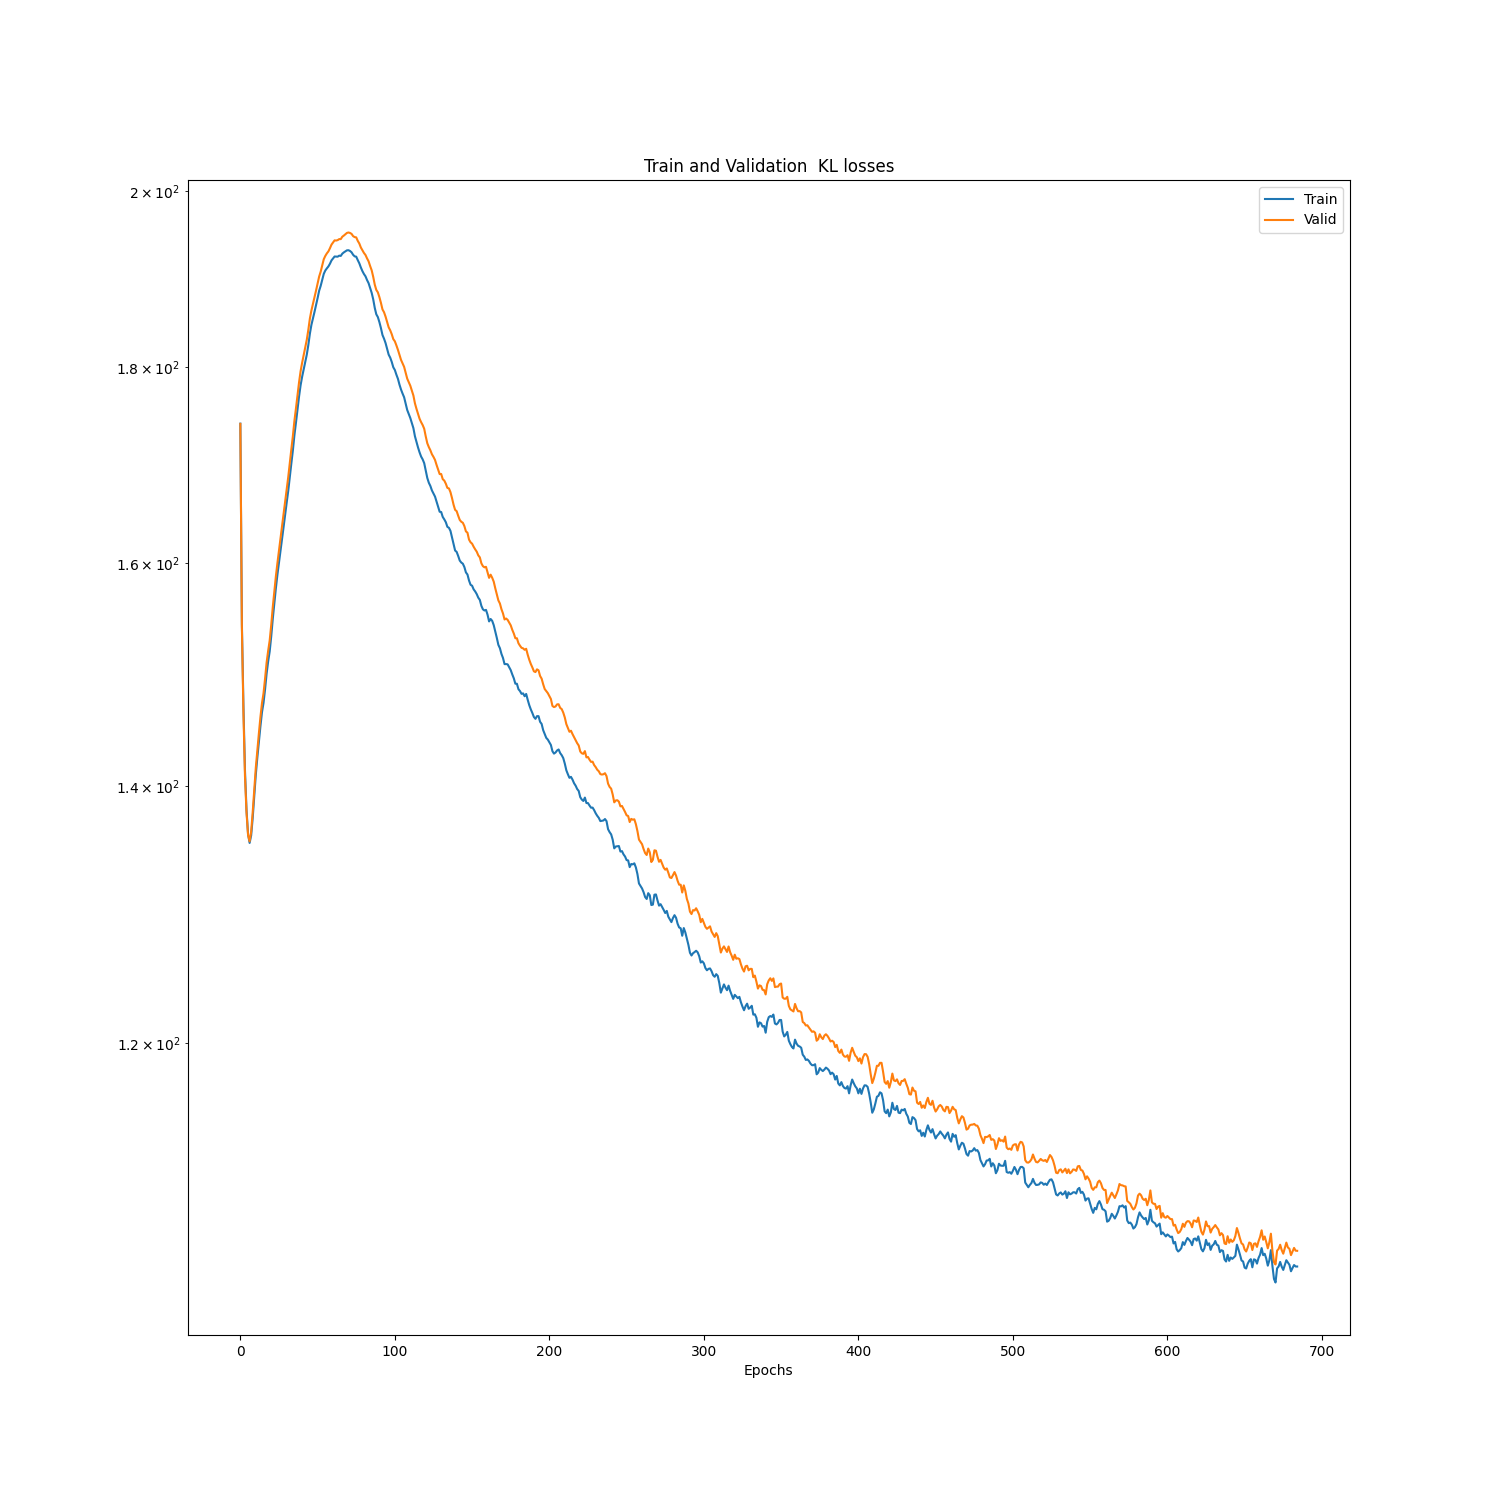 Train and Validation  KL losses
Train
Valid
2 × 10²
1.8 × 10²
1.6 × 10²
1.4 × 10²
1.2 × 10²
0 100 200 300 400 500 600 700
Epochs